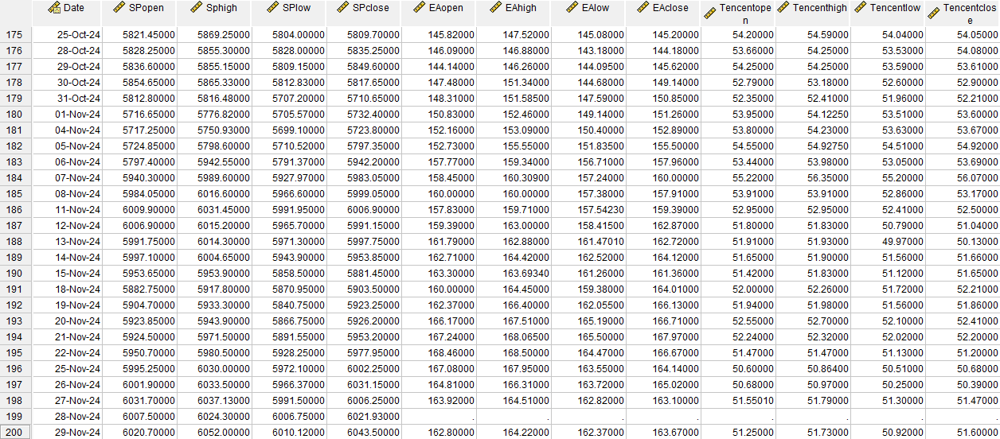 Date SPopen Sphigh SPlow SPclose EAopen EAhigh EAlow EAclose Tencentopen Tencenthigh Tencentlow Tencentclose
175 25-Oct-24 5821.45000 5869.25000 5804.00000 5809.70000 145.82000 147.52000 145.08000 145.20000 54.20000 54.59000 54.04000 54.05000
176 28-Oct-24 5828.25000 5855.30000 5828.00000 5835.25000 146.09000 146.88000 143.18000 144.18000 53.66000 54.25000 53.53000 54.08000
177 29-Oct-24 5836.60000 5855.15000 5809.15000 5849.60000 144.14000 146.26000 144.09500 145.62000 54.25000 54.25000 53.59000 53.61000
178 30-Oct-24 5854.65000 5865.33000 5812.83000 5817.65000 147.48000 151.34000 144.68000 149.14000 52.79000 53.18000 52.60000 52.90000
179 31-Oct-24 5812.80000 5816.48000 5707.20000 5710.65000 148.31000 151.58500 147.59000 150.85000 52.35000 52.41000 51.96000 52.21000
180 01-Nov-24 5716.65000 5776.82000 5705.57000 5732.40000 150.83000 152.46000 149.14000 151.26000 53.95000 54.12250 53.51000 53.60000
181 04-Nov-24 5717.25000 5750.93000 5699.10000 5723.80000 152.16000 153.09000 150.40000 152.89000 53.80000 54.23000 53.63000 53.67000
182 05-Nov-24 5724.85000 5798.60000 5710.52000 5797.35000 152.73000 155.55000 151.83500 155.50000 54.55000 54.92750 54.51000 54.92000
183 06-Nov-24 5797.40000 5942.55000 5791.37000 5942.20000 157.77000 159.34000 156.71000 157.96000 53.44000 53.98000 53.05000 53.69000
184 07-Nov-24 5940.30000 5989.60000 5927.97000 5983.05000 158.45000 160.30900 157.24000 160.00000 55.22000 56.35000 55.20000 56.07000
185 08-Nov-24 5984.05000 6016.60000 5966.60000 5999.05000 160.00000 160.00000 157.38000 157.91000 53.91000 53.91000 52.86000 53.17000
186 11-Nov-24 6009.90000 6031.45000 5991.95000 6006.90000 157.83000 159.71000 157.54230 159.39000 52.95000 52.95000 52.41000 52.50000
187 12-Nov-24 6006.90000 6015.20000 5965.70000 5991.15000 159.39000 163.00000 158.41500 162.87000 51.80000 51.83000 50.79000 51.04000
188 13-Nov-24 5991.75000 6014.30000 5971.30000 5997.75000 161.79000 162.88000 161.47010 162.72000 51.91000 51.93000 49.97000 50.13000
189 14-Nov-24 5997.10000 6004.65000 5943.90000 5953.85000 162.71000 164.42000 162.52000 164.12000 51.65000 51.90000 51.56000 51.66000
190 15-Nov-24 5953.65000 5953.90000 5858.50000 5881.45000 163.30000 163.69340 161.26000 161.36000 51.42000 51.83000 51.12000 51.65000
191 18-Nov-24 5882.75000 5917.80000 5870.95000 5903.50000 160.00000 164.45000 159.38000 164.01000 52.00000 52.26000 51.72000 52.21000
192 19-Nov-24 5904.70000 5933.30000 5840.75000 5923.25000 162.37000 166.40000 162.05500 166.13000 51.94000 51.98000 51.56000 51.86000
193 20-Nov-24 5923.85000 5943.90000 5866.75000 5926.20000 166.17000 167.51000 165.19000 166.71000 52.55000 52.70000 52.10000 52.41000
194 21-Nov-24 5924.50000 5971.50000 5891.55000 5953.20000 167.24000 168.06500 165.50000 167.97000 52.24000 52.32000 52.02000 52.20000
195 22-Nov-24 5950.70000 5980.50000 5928.25000 5977.95000 168.46000 168.50000 164.47000 166.67000 51.47000 51.47000 51.13000 51.20000
196 25-Nov-24 5995.25000 6030.00000 5972.10000 6002.25000 167.08000 167.95000 163.55000 164.14000 50.60000 50.86400 50.51000 50.68000
197 26-Nov-24 6001.90000 6033.50000 5966.37000 6031.15000 164.81000 166.31000 163.72000 165.02000 50.68000 50.97000 50.25000 50.39000
198 27-Nov-24 6031.70000 6037.13000 5991.50000 6006.25000 163.92000 164.51000 162.82000 163.10000 51.55010 51.79000 51.30000 51.47000
199 28-Nov-24 6007.50000 6024.30000 6006.75000 6021.93000 . . . . . . . .
200 29-Nov-24 6020.70000 6052.00000 6010.12000 6043.50000 162.80000 164.22000 162.37000 163.67000 51.25000 51.73000 50.92000 51.60000